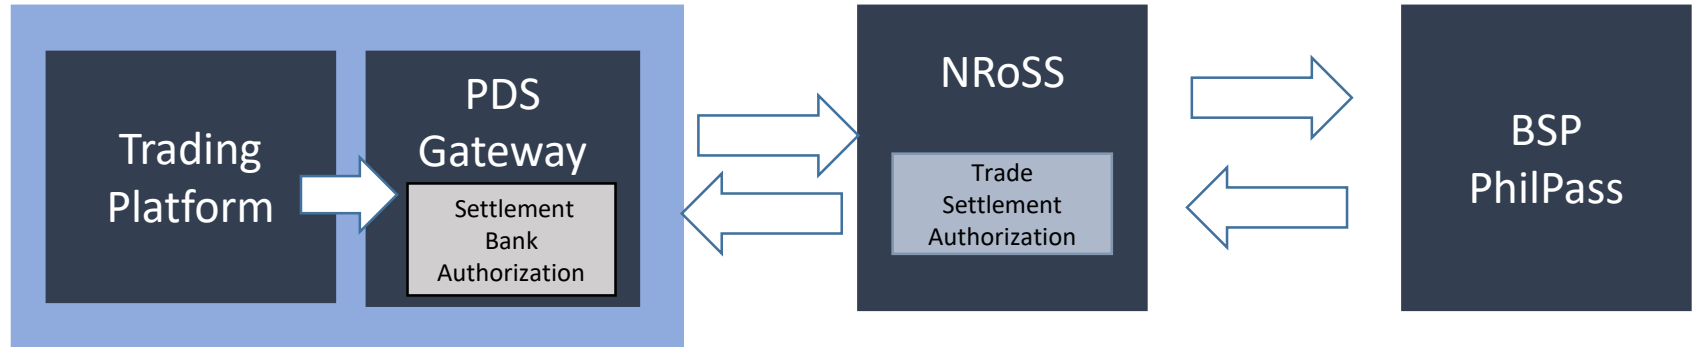 Trading
Platform
PDS
Gateway
Settlement
Bank
Authorization
NRoSS
Trade
Settlement
Authorization
BSP
PhilPass